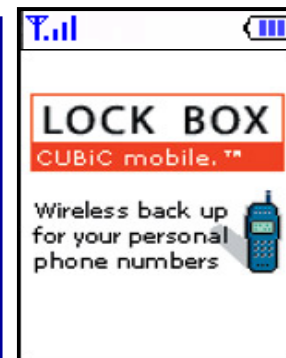 LOCK BOX
CUBiC mobile.™
Wireless back up
for your personal
phone numbers